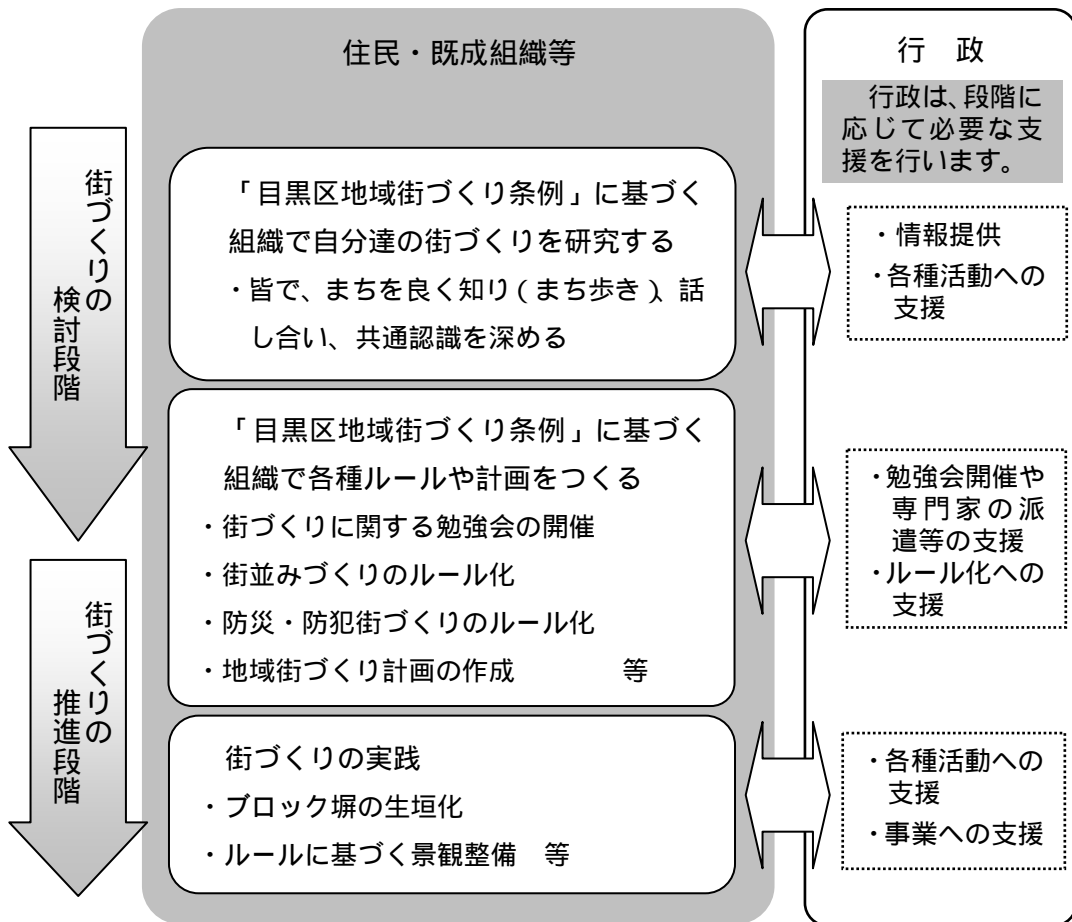 住民・既成組織等
行　政
行政は、段階に
応じて必要な支
援を行います。
街づくりの
検討段階
「目黒区地域街づくり条例」に基づく
組織で自分達の街づくりを研究する
・皆で、まちを良く知り(まち歩き)、話
し合い、共通認識を深める
・情報提供
・各種活動への
支援
「目黒区地域街づくり条例」に基づく
組織で各種ルールや計画をつくる
・街づくりに関する勉強会の開催
・街並みづくりのルール化
・防災・防犯街づくりのルール化
・地域街づくり計画の作成　　　　等
・勉強会開催や
専門家の派
遣等の支援
・ルール化への
支援
街づくりの
推進段階
街づくりの実践
・ブロック塀の生垣化
・ルールに基づく景観整備　等
・各種活動への
支援
・事業への支援